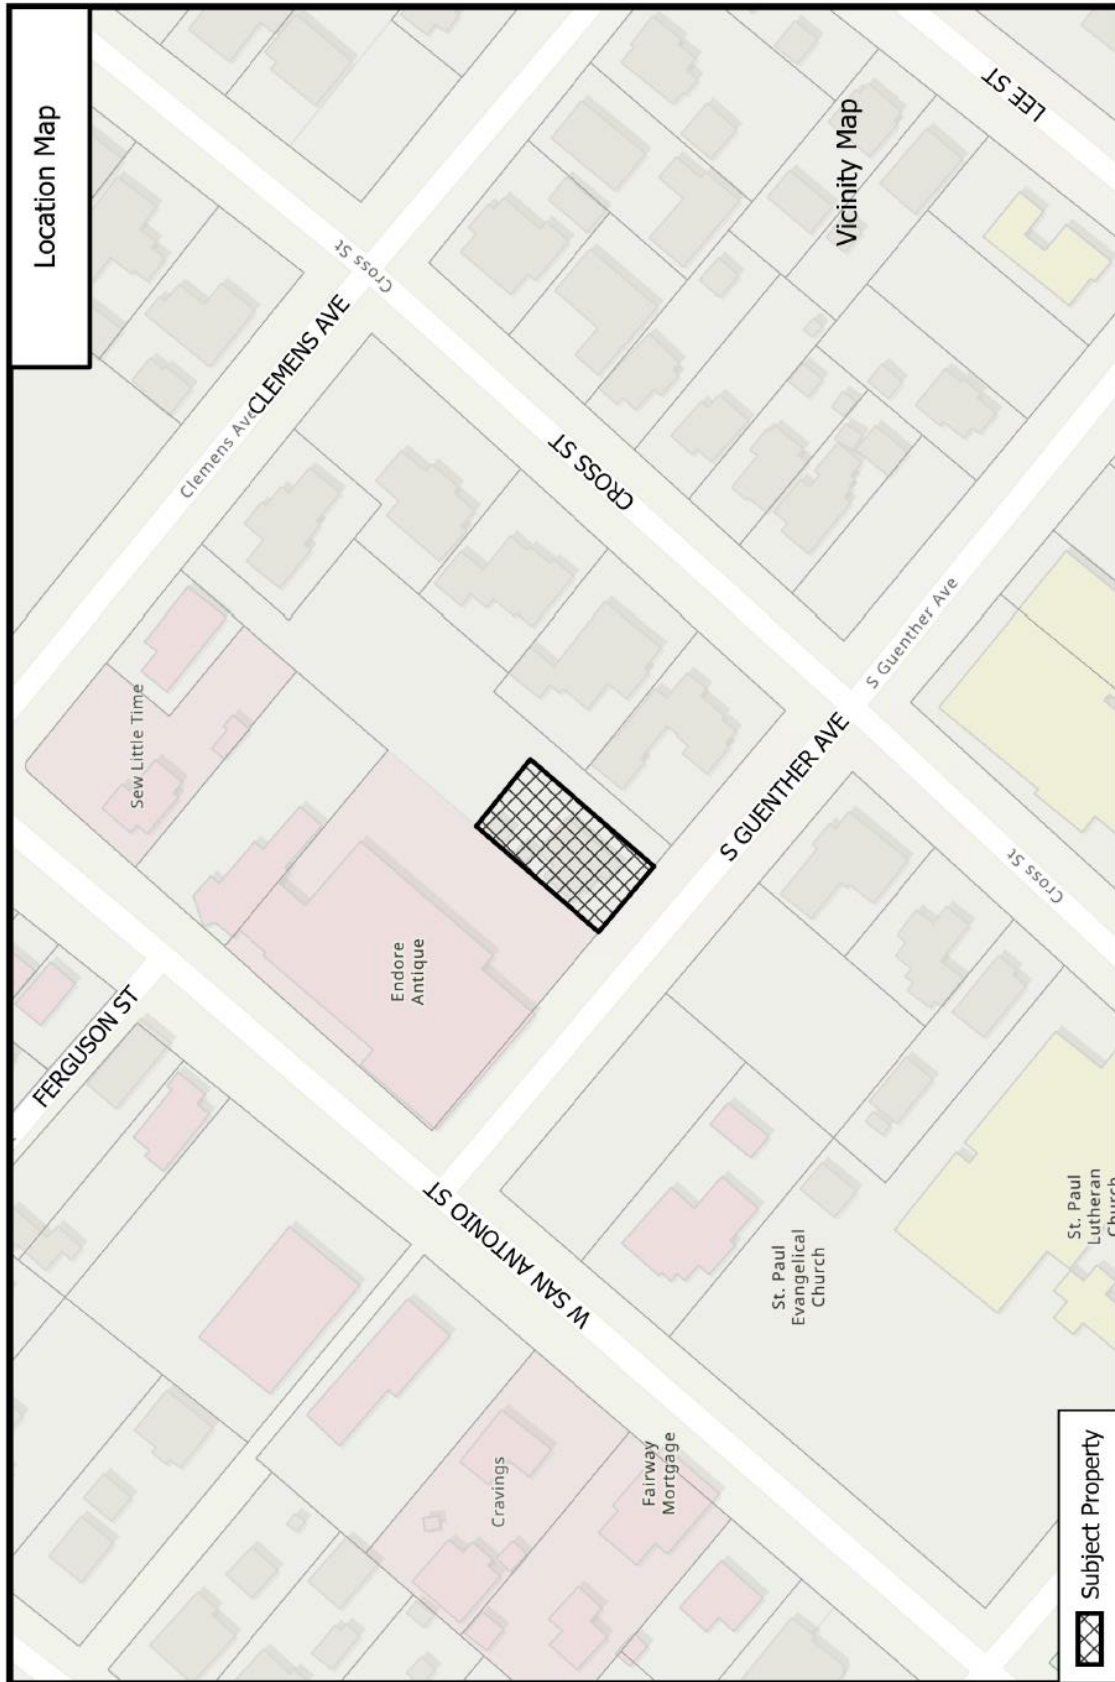 Location Map
Vicinity Map
LEE ST
Cross St
CLEMENS AVE
Clemens Ave
CROSS ST
Sew Little Time
S Guenther Ave
S GUENTHER AVE
Endore
Antique
Cross St
FERGUSON ST
W SAN ANTONIO ST
St. Paul
Evangelical
Church
St. Paul
Lutheran
Church
Cravings
Fairway
Mortgage
Subject Property